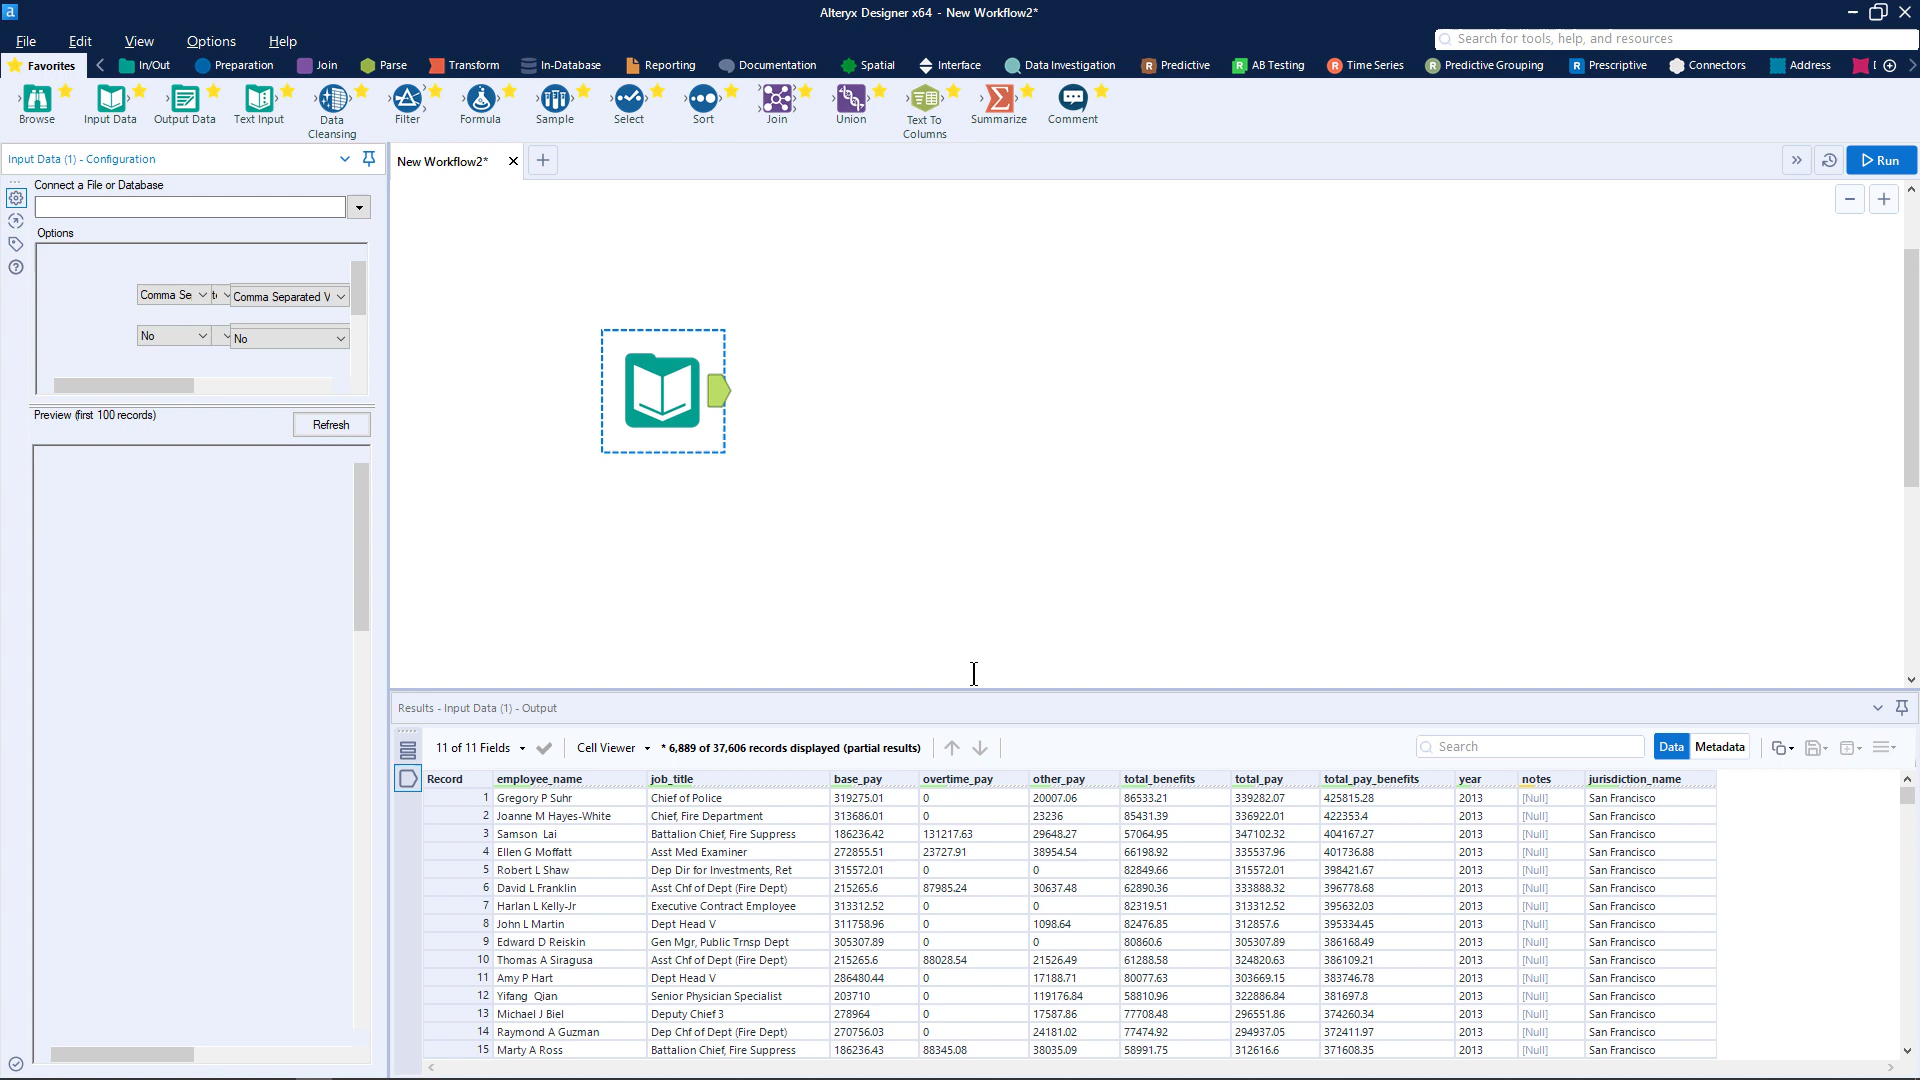 Alteryx Designer x64 - New Workflow2*
File Edit View Options Help
Search for tools, help, and resources
Favorites In/Out Preparation Join Parse Transform In-Database Reporting Documentation Spatial Interface Data Investigation Predictive AB Testing Time Series Predictive Grouping Prescriptive Connectors Address
Browse Input Data Output Data Text Input Data Cleansing Filter Formula Sample Select Sort Join Union Text To Columns Summarize Comment
Input Data (1) - Configuration
New Workflow2*
Run
Connect a File or Database
Options
Comma Se Comma Separated V
No No
Preview (first 100 records)
Refresh
Results - Input Data (1) - Output
11 of 11 Fields Cell Viewer * 6,889 of 37,606 records displayed (partial results) Search Data Metadata
Record employee_name job_title base_pay overtime_pay other_pay total_benefits total_pay total_pay_benefits year notes jurisdiction_name
1 Gregory P Suhr Chief of Police 319275.01 0 20007.06 86533.21 339282.07 425815.28 2013 [Null] San Francisco
2 Joanne M Hayes-White Chief, Fire Department 313686.01 0 23236 85431.39 336922.01 422353.4 2013 [Null] San Francisco
3 Samson Lai Battalion Chief, Fire Suppress 186236.42 131217.63 29648.27 57064.95 347102.32 404167.27 2013 [Null] San Francisco
4 Ellen G Moffatt Asst Med Examiner 272855.51 23727.91 38954.54 66198.92 335537.96 401736.88 2013 [Null] San Francisco
5 Robert L Shaw Dep Dir for Investments, Ret 315572.01 0 0 82849.66 315572.01 398421.67 2013 [Null] San Francisco
6 David L Franklin Asst Chf of Dept (Fire Dept) 215265.6 87985.24 30637.48 62890.36 333888.32 396778.68 2013 [Null] San Francisco
7 Harlan L Kelly-Jr Executive Contract Employee 313312.52 0 0 82319.51 313312.52 395632.03 2013 [Null] San Francisco
8 John L Martin Dept Head V 311758.96 0 1098.64 82476.85 312857.6 395334.45 2013 [Null] San Francisco
9 Edward D Reiskin Gen Mgr, Public Trnsp Dept 305307.89 0 0 80860.6 305307.89 386168.49 2013 [Null] San Francisco
10 Thomas A Siragusa Asst Chf of Dept (Fire Dept) 215265.6 88028.54 21526.49 61288.58 324820.63 386109.21 2013 [Null] San Francisco
11 Amy P Hart Dept Head V 286480.44 0 17188.71 80077.63 303669.15 383746.78 2013 [Null] San Francisco
12 Yifang Qian Senior Physician Specialist 203710 0 119176.84 58810.96 322886.84 381697.8 2013 [Null] San Francisco
13 Michael J Biel Deputy Chief 3 278964 0 17587.86 77708.48 296551.86 374260.34 2013 [Null] San Francisco
14 Raymond A Guzman Dep Chf of Dept (Fire Dept) 270756.03 0 24181.02 77474.92 294937.05 372411.97 2013 [Null] San Francisco
15 Marty A Ross Battalion Chief, Fire Suppress 186236.43 88345.08 38035.09 58991.75 312616.6 371608.35 2013 [Null] San Francisco